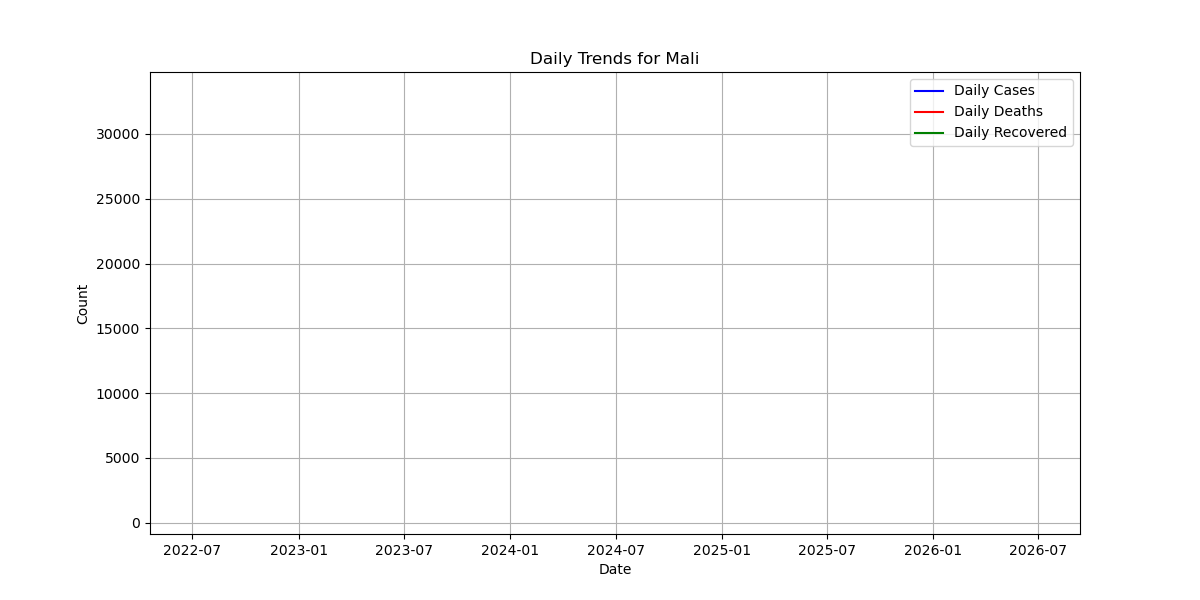 Daily Trends for Mali
Daily Cases
Daily Deaths
Daily Recovered
30000
25000
20000
15000
10000
5000
0
Count
2022-07 2023-01 2023-07 2024-01 2024-07 2025-01 2025-07 2026-01 2026-07
Date